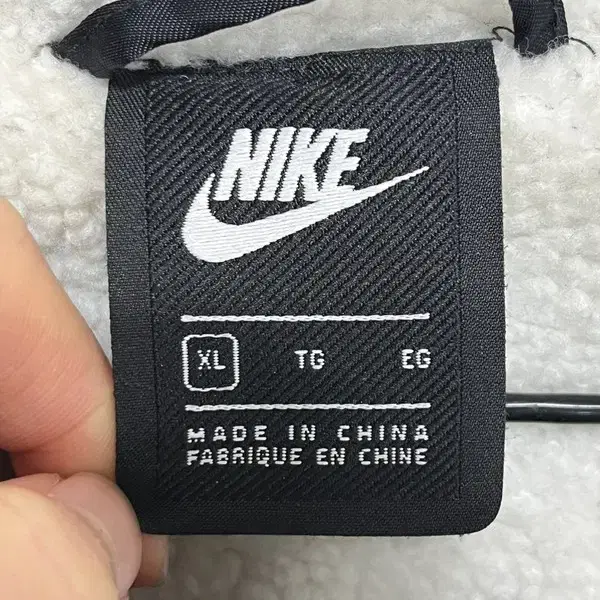 NIKE
XL TG EG
MADE IN CHINA
FABRIQUE EN CHINE